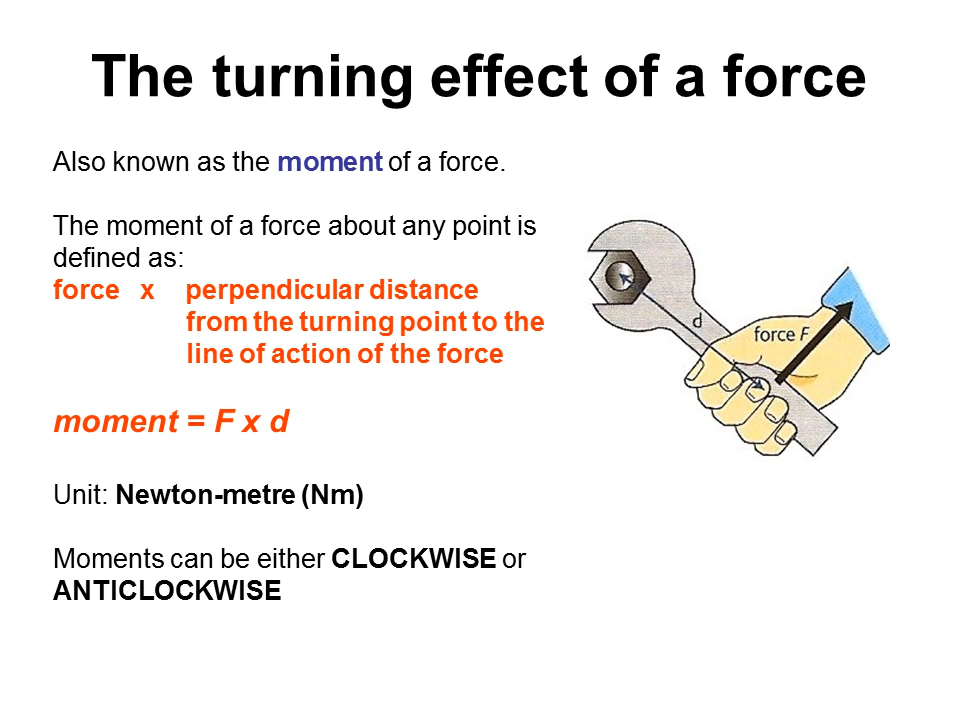 The turning effect of a force
Also known as the moment of a force.
The moment of a force about any point is
defined as:
force x perpendicular distance
from the turning point to the
line of action of the force
moment = F x d
Unit: Newton-metre (Nm)
Moments can be either CLOCKWISE or
ANTICLOCKWISE
d
force F